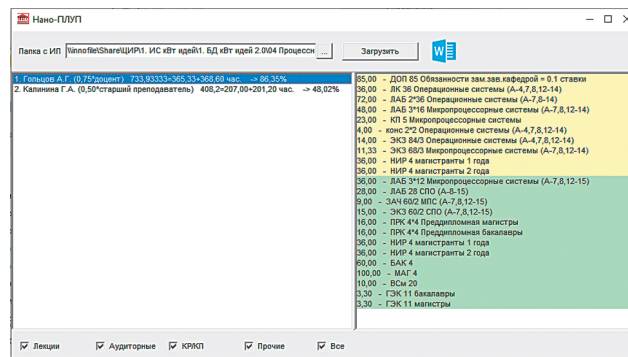 Нано-ПЛУП
Папка с ИП \\innofile\Share\ЦИР\1. ИС кВт идей\1. БД кВт идей 2.0\04 Процессн ... Загрузить
1. Гольцов А.Г. (0,75*доцент) 733,93333=365,33+368,60 час. -> 86,35%
2. Калинина Г.А. (0,50*старший преподаватель) 408,2=207,00+201,20 час. -> 48,02%
85,00 - ДОП 85 Обязанности зам.зав.кафедрой = 0.1 ставки
36,00 - ЛК 36 Операционные системы (А-4,7,8,12-14)
72,00 - ЛАБ 2*36 Операционные системы (А-7,8-14)
48,00 - ЛАБ 3*16 Микропроцессорные системы (А-7,8,12-14)
23,00 - КП 5 Микропроцессорные системы
4,00 - конс 2*2 Операционные системы (А-4,7,8,12-14)
14,00 - ЭКЗ 84/3 Операционные системы (А-4,7,8,12-14)
11,33 - ЭКЗ 68/3 Микропроцессорные системы (А-7,8,12-14)
36,00 - НИР 4 магистранты 1 года
36,00 - НИР 4 магистранты 2 года
36,00 - ЛАБ 3*12 Микропроцессорные системы (А-7,8,12-15)
28,00 - ЛАБ 28 СПО (А-8-15)
9,00 - ЗАЧ 60/2 МПС (А-7,8,12-15)
15,00 - ЭКЗ 60/2 СПО (А-7,8,12-15)
16,00 - ПРК 4*4 Преддипломная магистры
16,00 - ПРК 4*4 Преддипломная бакалавры
36,00 - НИР 4 магистранты 1 года
36,00 - НИР 4 магистранты 2 года
60,00 - БАК 4
100,00 - МАГ 4
10,00 - ВСм 20
3,30 - ГЭК 11 бакалавры
3,30 - ГЭК 11 магистры
Лекции Аудиторные КР/КП Прочие Все